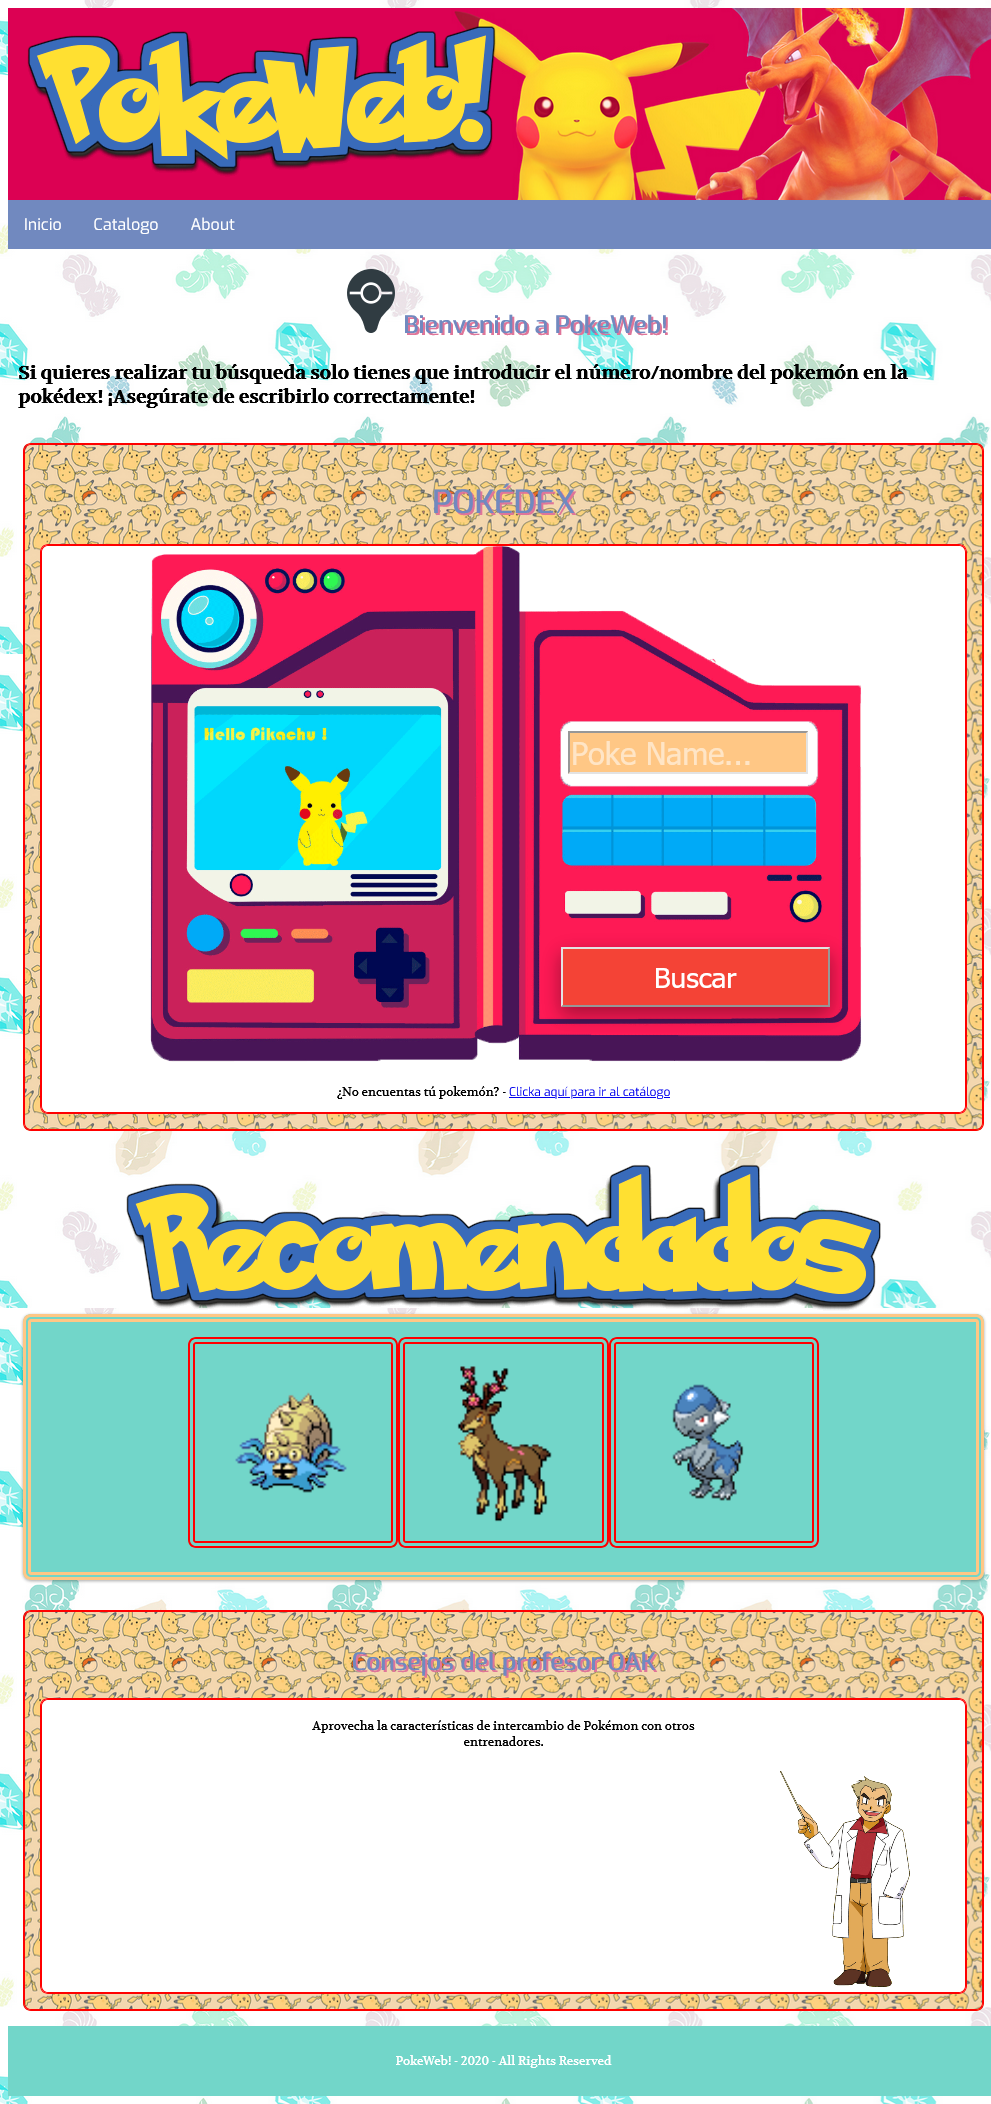 PokeWeb!
Inicio Catalogo About
Bienvenido a PokeWeb!
Si quieres realizar tu búsqueda solo tienes que introducir el número/nombre del pokemón en la
pokédex! ¡Asegúrate de escribirlo correctamente!
POKÉDEX
Hello Pikachu !
Poke Name...
Buscar
¿No encuentas tú pokemón? - Clicka aquí para ir al catálogo
Recomendados
Consejos del profesor OAK
Aprovecha la características de intercambio de Pokémon con otros
entrenadores.
PokeWeb! - 2020 - All Rights Reserved